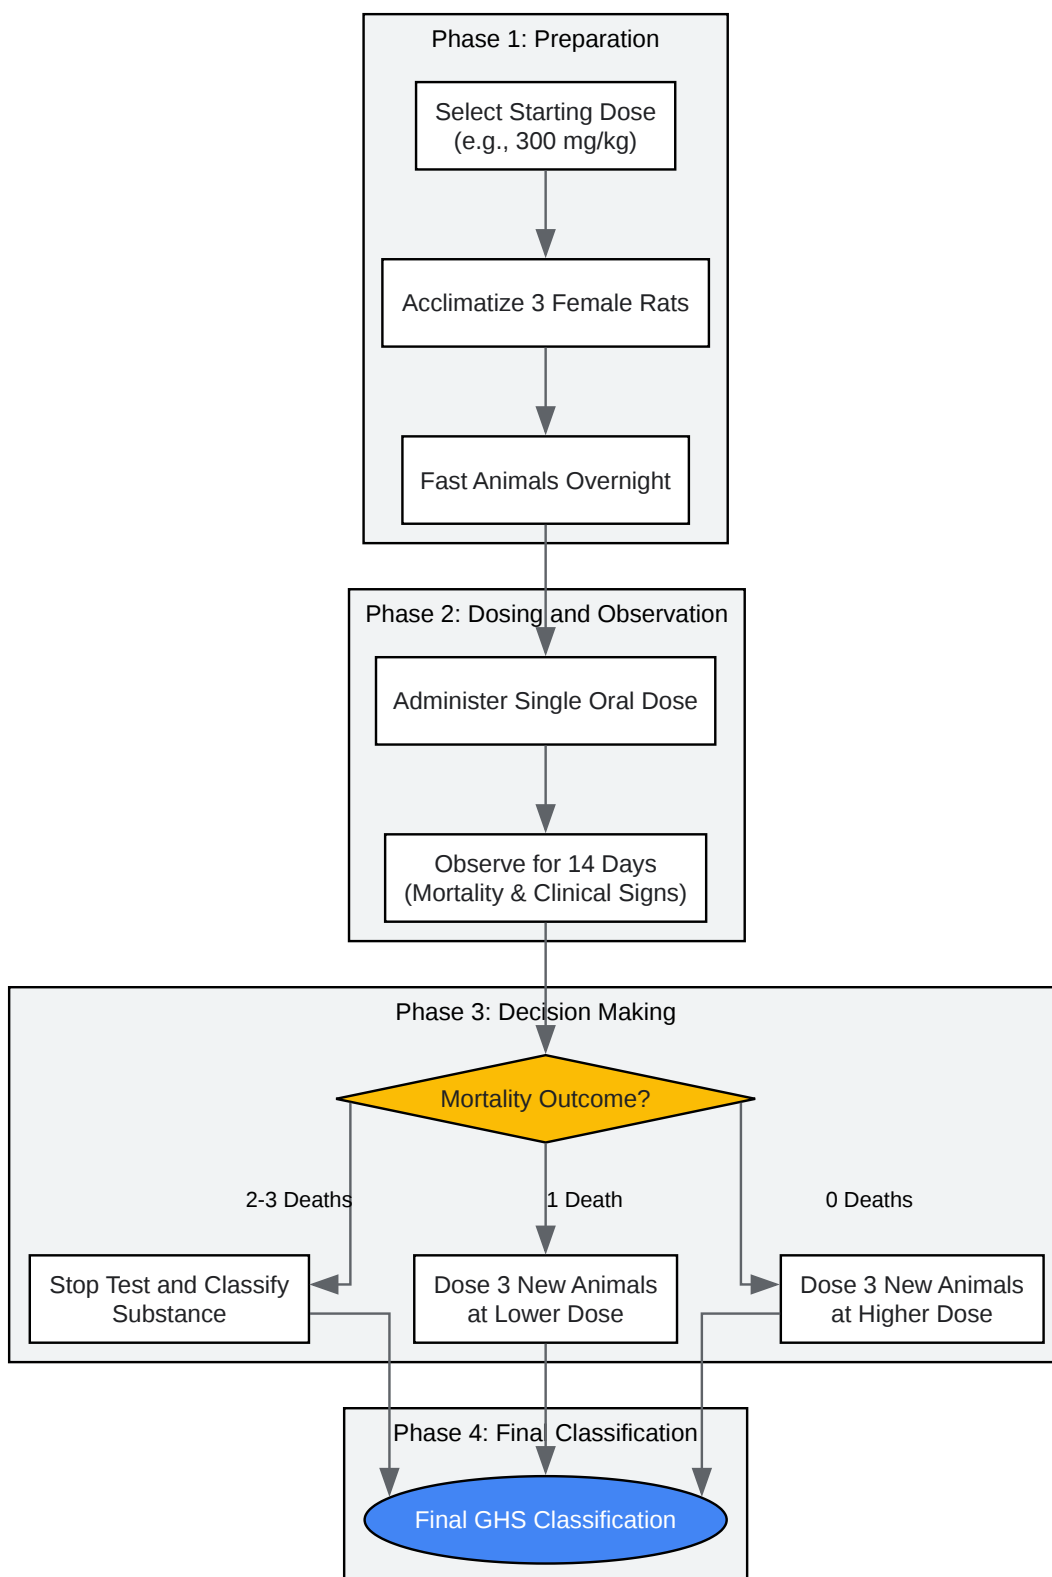 Phase 1: Preparation
Select Starting Dose
(e.g., 300 mg/kg)
Acclimatize 3 Female Rats
Fast Animals Overnight
Phase 2: Dosing and Observation
Administer Single Oral Dose
Observe for 14 Days
(Mortality & Clinical Signs)
Phase 3: Decision Making
Mortality Outcome?
2-3 Deaths
1 Death
0 Deaths
Stop Test and Classify
Substance
Dose 3 New Animals
at Lower Dose
Dose 3 New Animals
at Higher Dose
Phase 4: Final Classification
Final GHS Classification